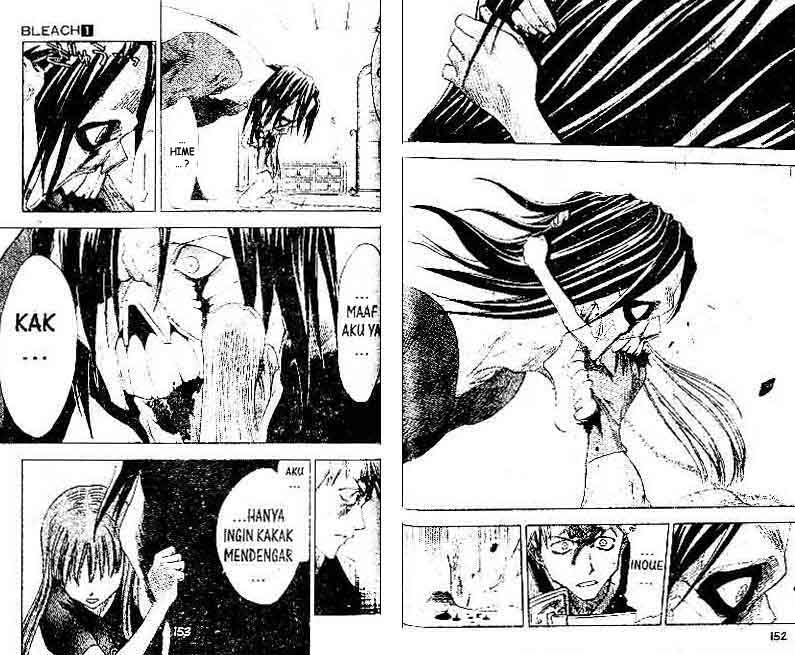 ...
INOUE
...
152
BLEACH 1
...
HIME
...?
...
MAAF
AKU YA
KAK
...
AKU
...
...HANYA
INGIN KAKAK
MENDENGAR
...
153